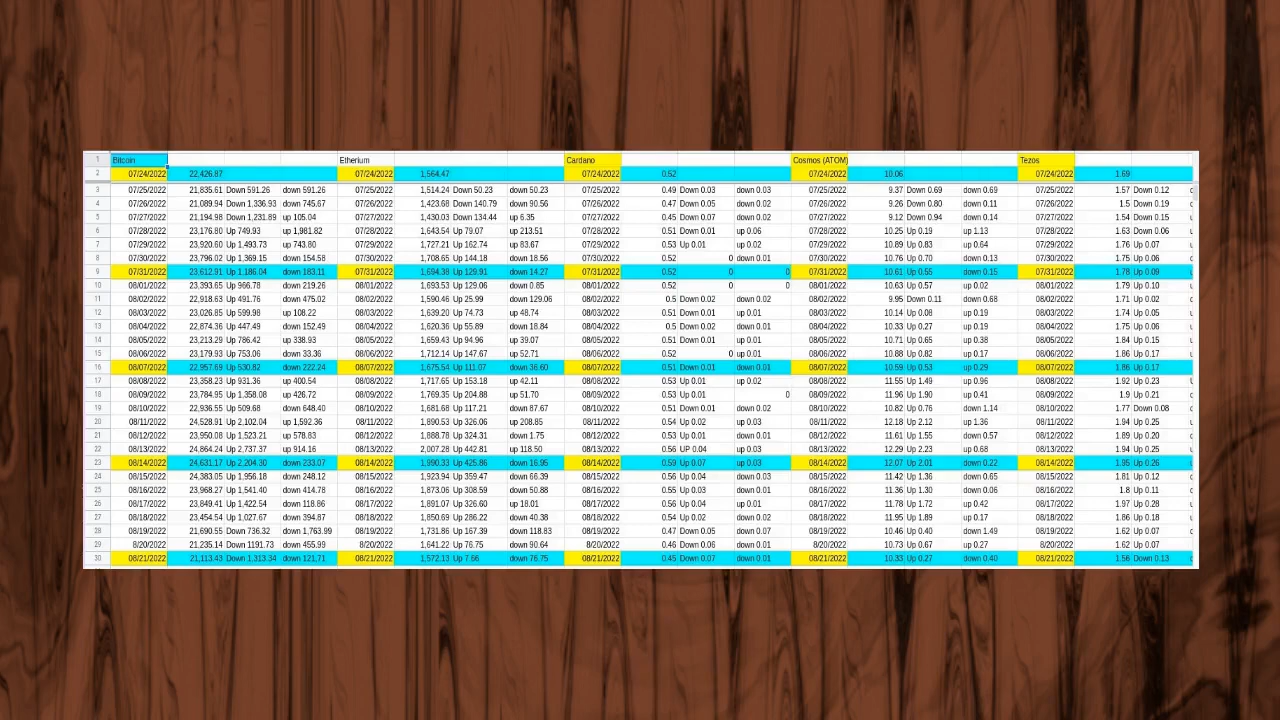 1 Bitcoin Etherium Cardano Cosmos (ATOM) Tezos
2 07/24/2022 22,426.87 07/24/2022 1,564.47 07/24/2022 0.52 07/24/2022 10.06 07/24/2022 1.69
3 07/25/2022 21,835.61 Down 591.26 down 591.26 07/25/2022 1,514.24 Down 50.23 down 50.23 07/25/2022 0.49 Down 0.03 down 0.03 07/25/2022 9.37 Down 0.69 down 0.69 07/25/2022 1.57 Down 0.12
4 07/26/2022 21,089.94 Down 1,336.93 down 745.67 07/26/2022 1,423.68 Down 140.79 down 90.56 07/26/2022 0.47 Down 0.05 down 0.02 07/26/2022 9.26 Down 0.80 down 0.11 07/26/2022 1.5 Down 0.19
5 07/27/2022 21,194.98 Down 1,231.89 up 105.04 07/27/2022 1,430.03 Down 134.44 up 6.35 07/27/2022 0.45 Down 0.07 down 0.02 07/27/2022 9.12 Down 0.94 down 0.14 07/27/2022 1.54 Down 0.15
6 07/28/2022 23,176.80 Up 749.93 up 1,981.82 07/28/2022 1,643.54 Up 79.07 up 213.51 07/28/2022 0.51 Down 0.01 up 0.06 07/28/2022 10.25 Up 0.19 up 1.13 07/28/2022 1.63 Down 0.06
7 07/29/2022 23,920.60 Up 1,493.73 up 743.80 07/29/2022 1,727.21 Up 162.74 up 83.67 07/29/2022 0.53 Up 0.01 up 0.02 07/29/2022 10.89 Up 0.83 up 0.64 07/29/2022 1.76 Up 0.07
8 07/30/2022 23,796.02 Up 1,369.15 down 154.58 07/30/2022 1,708.65 Up 144.18 down 18.56 07/30/2022 0.52 0 down 0.01 07/30/2022 10.76 Up 0.70 down 0.13 07/30/2022 1.75 Up 0.06
9 07/31/2022 23,612.91 Up 1,186.04 down 183.11 07/31/2022 1,694.38 Up 129.91 down 14.27 07/31/2022 0.52 0 0 07/31/2022 10.61 Up 0.55 down 0.15 07/31/2022 1.78 Up 0.09
10 08/01/2022 23,393.65 Up 966.78 down 219.26 08/01/2022 1,693.53 Up 129.06 down 0.85 08/01/2022 0.52 0 0 08/01/2022 10.63 Up 0.57 up 0.02 08/01/2022 1.79 Up 0.10
11 08/02/2022 22,918.63 Up 491.76 down 475.02 08/02/2022 1,590.46 Up 25.99 down 129.06 08/02/2022 0.5 Down 0.02 down 0.02 08/02/2022 9.95 Down 0.11 down 0.68 08/02/2022 1.71 Up 0.02
12 08/03/2022 23,026.85 Up 599.98 up 108.22 08/03/2022 1,639.20 Up 74.73 up 48.74 08/03/2022 0.51 Down 0.01 up 0.01 08/03/2022 10.14 Up 0.08 up 0.19 08/03/2022 1.74 Up 0.05
13 08/04/2022 22,874.36 Up 447.49 down 152.49 08/04/2022 1,620.36 Up 55.89 down 18.84 08/04/2022 0.5 Down 0.02 down 0.01 08/04/2022 10.33 Up 0.27 up 0.19 08/04/2022 1.75 Up 0.06
14 08/05/2022 23,213.29 Up 786.42 up 338.93 08/05/2022 1,659.43 Up 94.96 up 39.07 08/05/2022 0.51 Down 0.01 up 0.01 08/05/2022 10.71 Up 0.65 up 0.38 08/05/2022 1.84 Up 0.15
15 08/06/2022 23,179.93 Up 753.06 down 33.36 08/06/2022 1,712.14 Up 147.67 up 52.71 08/06/2022 0.52 0 up 0.01 08/06/2022 10.88 Up 0.82 up 0.17 08/06/2022 1.86 Up 0.17
16 08/07/2022 22,957.69 Up 530.82 down 222.24 08/07/2022 1,675.54 Up 111.07 down 36.60 08/07/2022 0.51 Down 0.01 down 0.01 08/07/2022 10.59 Up 0.53 down 0.29 08/07/2022 1.86 Up 0.17
17 08/08/2022 23,358.23 Up 931.36 up 400.54 08/08/2022 1,717.65 Up 153.18 up 42.11 08/08/2022 0.53 Up 0.01 up 0.02 08/08/2022 11.55 Up 1.49 up 0.96 08/08/2022 1.92 Up 0.23
18 08/09/2022 23,784.95 Up 1,358.08 up 426.72 08/09/2022 1,769.35 Up 204.88 up 51.70 08/09/2022 0.53 Up 0.01 0 08/09/2022 11.96 Up 1.90 up 0.41 08/09/2022 1.9 Up 0.21
19 08/10/2022 22,936.55 Up 509.68 down 648.40 08/10/2022 1,681.68 Up 117.21 down 87.67 08/10/2022 0.51 Down 0.01 down 0.02 08/10/2022 10.82 Up 0.76 down 1.14 08/10/2022 1.77 Down 0.08
20 08/11/2022 24,528.91 Up 2,102.04 up 1,592.36 08/11/2022 1,890.53 Up 326.06 up 208.85 08/11/2022 0.54 Up 0.02 up 0.03 08/11/2022 12.18 Up 2.12 up 1.36 08/11/2022 1.94 Up 0.25
21 08/12/2022 23,950.08 Up 1,523.21 up 578.83 08/12/2022 1,888.78 Up 324.31 down 1.75 08/12/2022 0.53 Up 0.01 down 0.01 08/12/2022 11.61 Up 1.55 down 0.57 08/12/2022 1.89 Up 0.20
22 08/13/2022 24,864.24 Up 2,737.37 up 914.16 08/13/2022 2,007.28 Up 442.81 up 118.50 08/13/2022 0.56 UP 0.04 up 0.03 08/13/2022 12.29 Up 2.23 up 0.68 08/13/2022 1.94 Up 0.25
23 08/14/2022 24,631.17 Up 2,204.30 down 233.07 08/14/2022 1,990.33 Up 425.86 down 16.95 08/14/2022 0.59 Up 0.07 up 0.03 08/14/2022 12.07 Up 2.01 down 0.22 08/14/2022 1.95 Up 0.26
24 08/15/2022 24,383.05 Up 1,956.18 down 248.12 08/15/2022 1,923.94 Up 359.47 down 66.39 08/15/2022 0.56 Up 0.04 down 0.03 08/15/2022 11.42 Up 1.36 down 0.65 08/15/2022 1.81 Up 0.12
25 08/16/2022 23,968.27 Up 1,541.40 down 414.78 08/16/2022 1,873.06 Up 308.59 down 50.88 08/16/2022 0.55 Up 0.03 down 0.01 08/16/2022 11.36 Up 1.30 down 0.06 08/16/2022 1.8 Up 0.11
26 08/17/2022 23,849.41 Up 1,422.54 down 118.86 08/17/2022 1,891.07 Up 326.60 up 18.01 08/17/2022 0.56 Up 0.04 up 0.01 08/17/2022 11.78 Up 1.72 up 0.42 08/17/2022 1.97 Up 0.28
27 08/18/2022 23,454.54 Up 1,027.67 down 394.87 08/18/2022 1,850.69 Up 286.22 down 40.38 08/18/2022 0.54 Up 0.02 down 0.02 08/18/2022 11.95 Up 1.89 up 0.17 08/18/2022 1.86 Up 0.18
28 08/19/2022 21,690.55 Down 736.32 down 1,763.99 08/19/2022 1,731.86 Up 167.39 down 118.83 08/19/2022 0.47 Down 0.05 down 0.07 08/19/2022 10.46 Up 0.40 down 1.49 08/19/2022 1.62 Up 0.07
29 8/20/2022 21,235.14 Down 1191.73 down 455.99 8/20/2022 1,641.22 Up 76.75 down 90.64 8/20/2022 0.46 Down 0.06 down 0.01 8/20/2022 10.73 Up 0.67 up 0.27 8/20/2022 1.62 Up 0.07
30 08/21/2022 21,113.43 Down 1,313.34 down 121,71 08/21/2022 1,572.13 Up 7.66 down 76.75 08/21/2022 0.45 Down 0.07 down 0.01 08/21/2022 10.33 Up 0.27 down 0.40 08/21/2022 1.56 Down 0.13